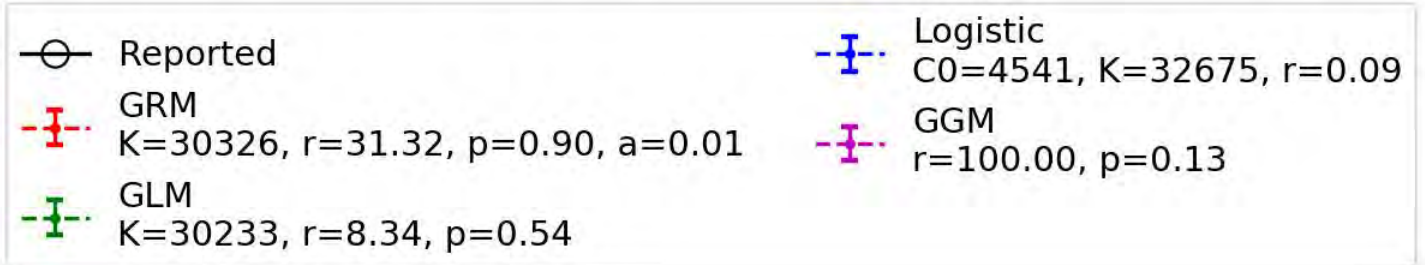 Reported
GRM
K=30326, r=31.32, p=0.90, a=0.01
GLM
K=30233, r=8.34, p=0.54
Logistic
C0=4541, K=32675, r=0.09
GGM
r=100.00, p=0.13